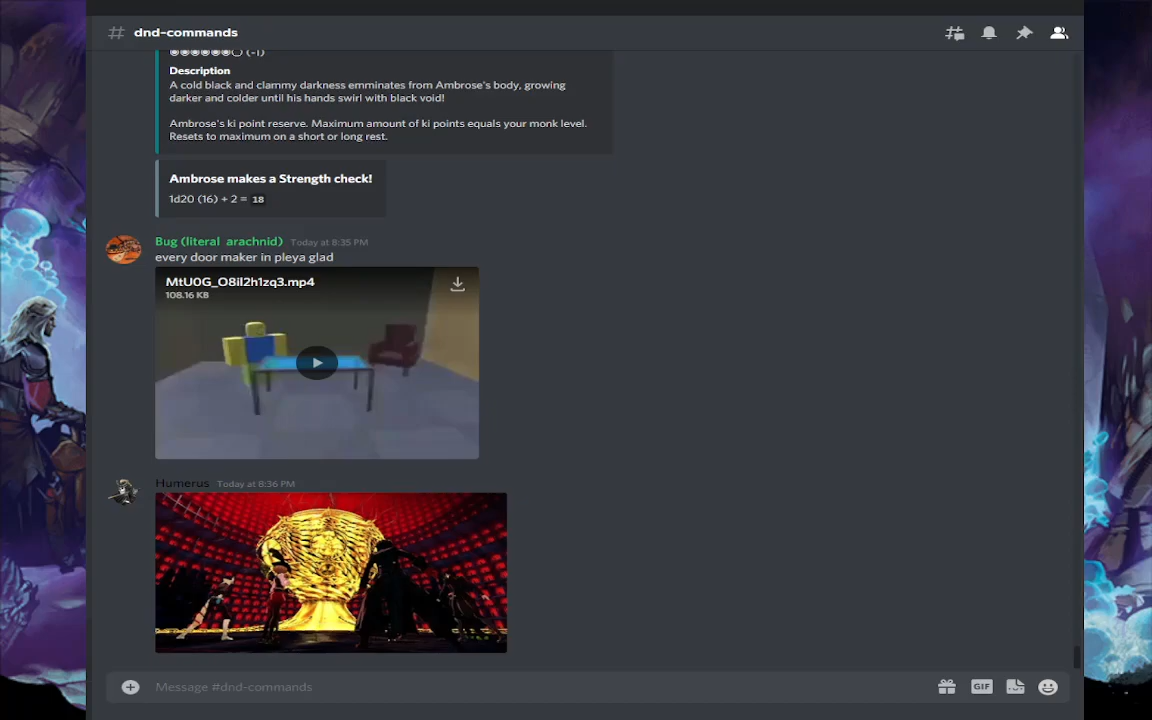 # dnd-commands
◉◉◉◉◉◉〇 (-1)
Description
A cold black and clammy darkness emminates from Ambrose's body, growing
darker and colder until his hands swirl with black void!
Ambrose's ki point reserve. Maximum amount of ki points equals your monk level.
Resets to maximum on a short or long rest.
Ambrose makes a Strength check!
1d20 (16) + 2 = 18
Bug (literal arachnid) Today at 8:35 PM
every door maker in pleya glad
MtU0G_O8iI2h1zq3.mp4
108.16 KB
Humerus Today at 8:36 PM
Message #dnd-commands
GIF